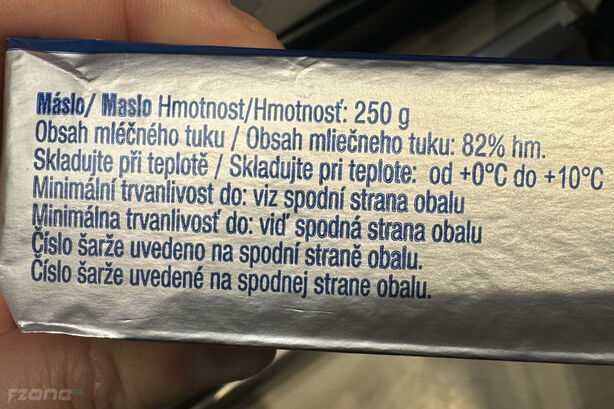 Máslo/ Maslo Hmotnost/Hmotnosť: 250 g
Obsah mléčného tuku / Obsah mliečneho tuku: 82% hm.
Skladujte při teplotě / Skladujte pri teplote: od +0°C do +10°C
Minimální trvanlivost do: viz spodní strana obalu
Minimálna trvanlivosť do: viď spodná strana obalu
Číslo šarže uvedeno na spodní straně obalu.
Číslo šarže uvedené na spodnej strane obalu.
FZONE